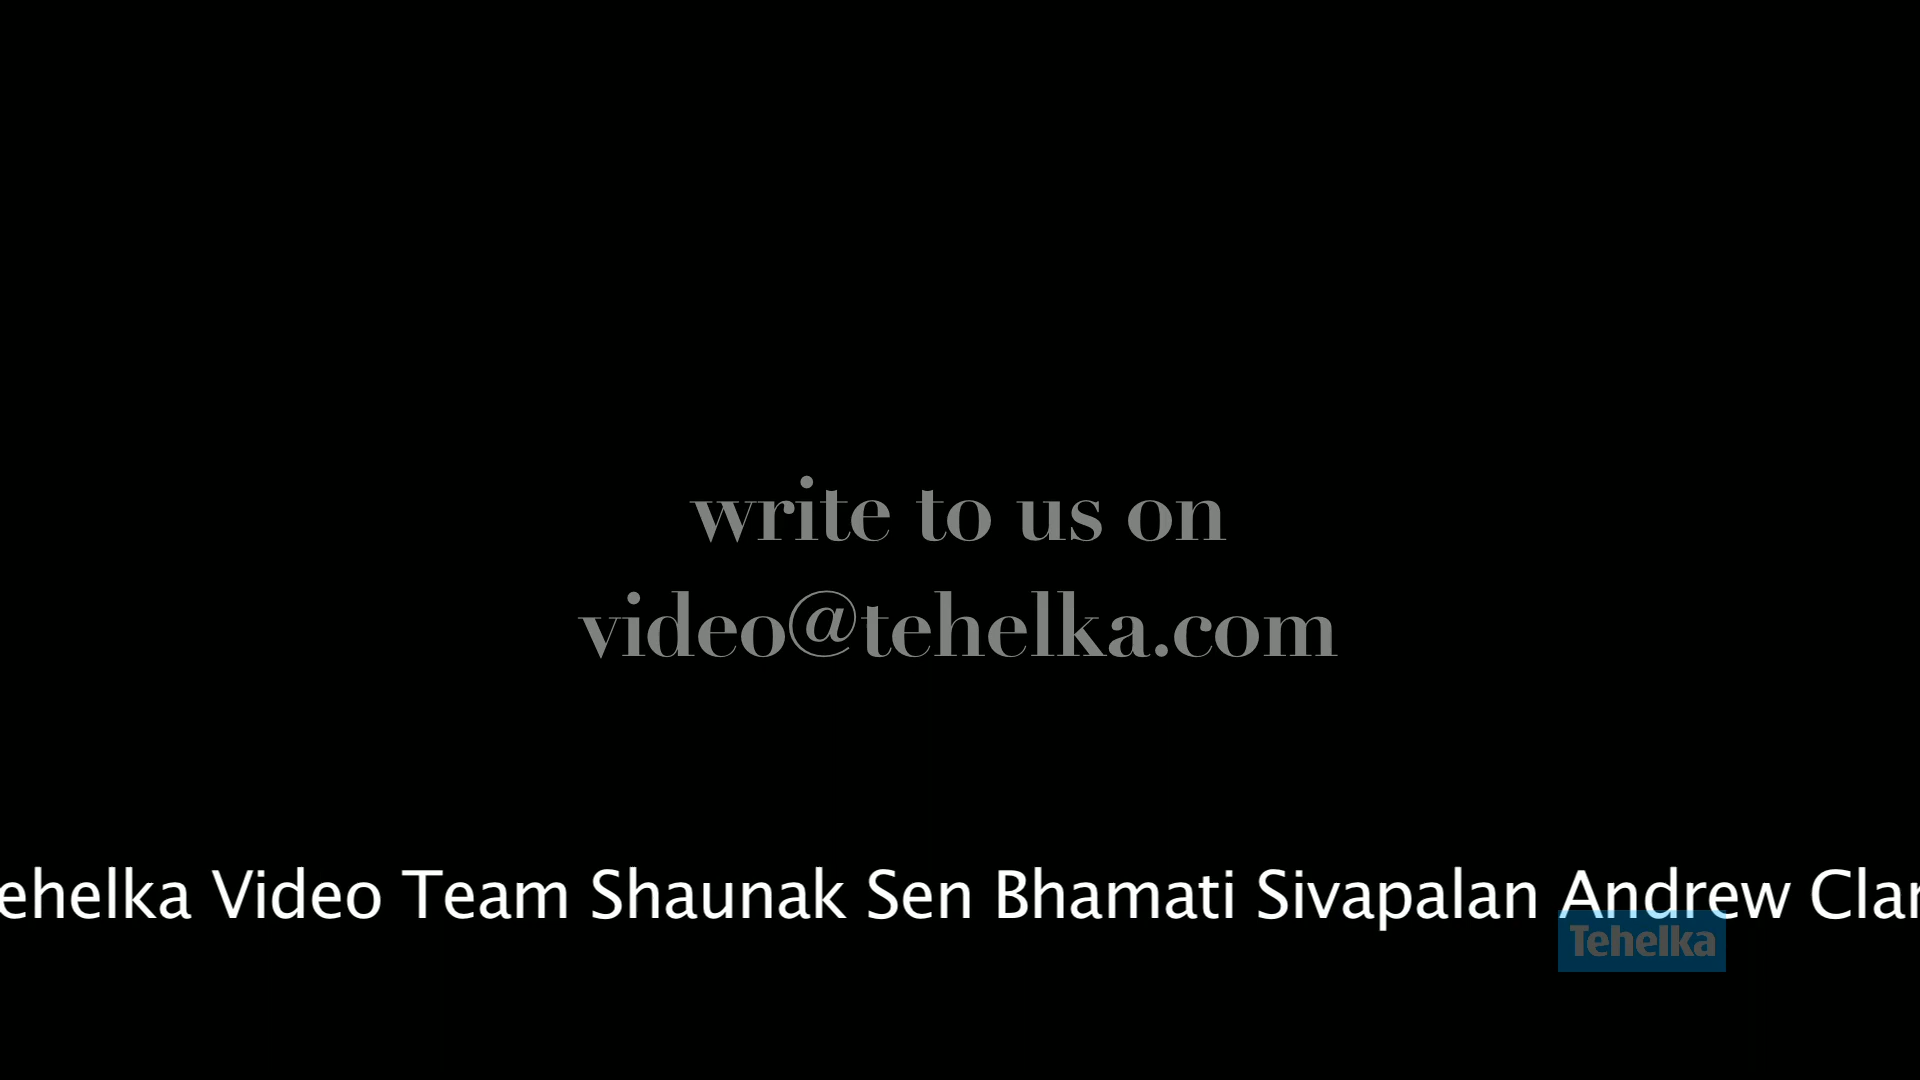 write to us on
video@tehelka.com
ehelka Video Team Shaunak Sen Bhamati Sivapalan Andrew Clar
Tehelka